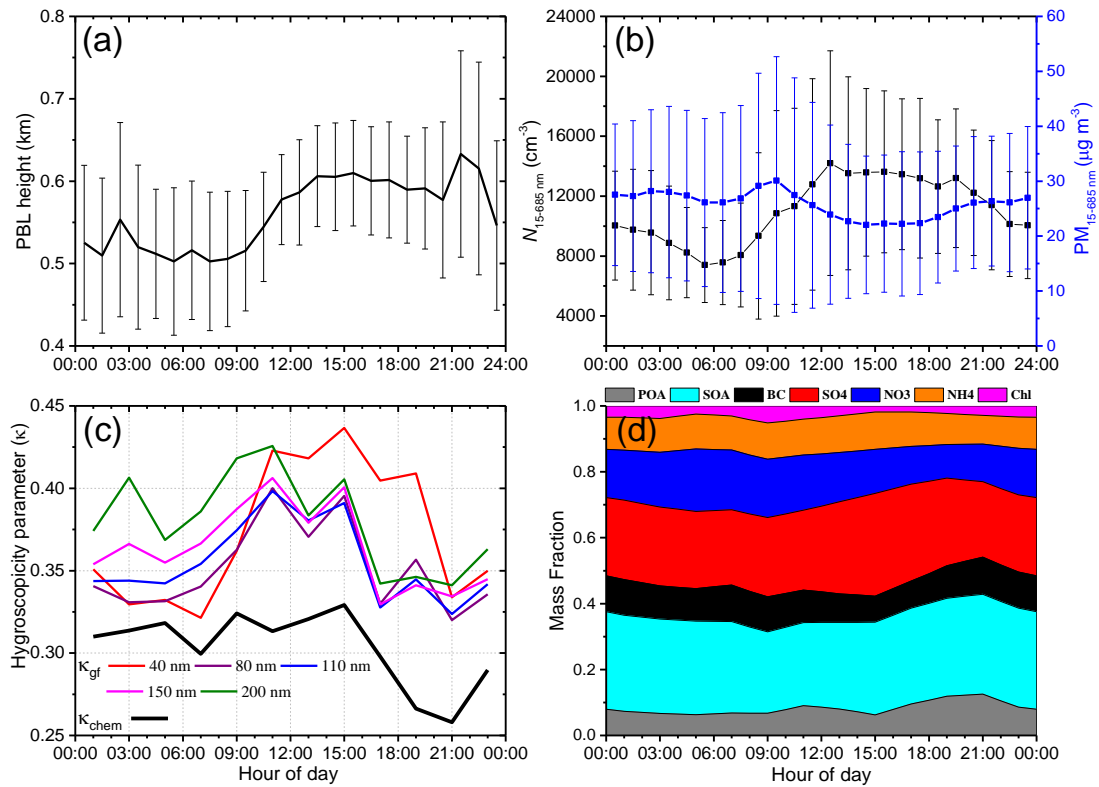 (a)
0.8
0.7
0.6
0.5
0.4
PBL height (km)
00:00 03:00 06:00 09:00 12:00 15:00 18:00 21:00 24:00
(b)
24000
20000
16000
12000
8000
4000
N15-685 nm (cm-3)
60
50
40
30
20
10
0
PM15-685 nm (µg m-3)
00:00 03:00 06:00 09:00 12:00 15:00 18:00 21:00 24:00
(c)
0.45
0.40
0.35
0.30
0.25
Hygroscopicity parameter (κ)
κgf 40 nm 80 nm 110 nm
150 nm 200 nm
κchem
00:00 03:00 06:00 09:00 12:00 15:00 18:00 21:00 00:00
Hour of day
POA SOA BC SO4 NO3 NH4 Chl
(d)
1.0
0.8
0.6
0.4
0.2
0.0
Mass Fraction
00:00 03:00 06:00 09:00 12:00 15:00 18:00 21:00 00:00
Hour of day